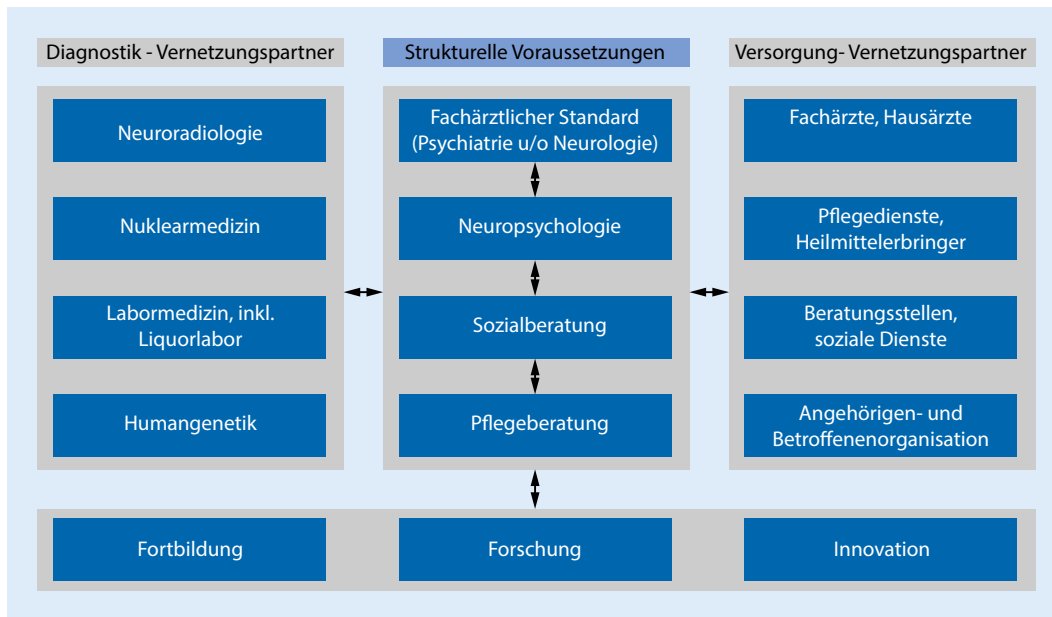 Diagnostik - Vernetzungspartner
Neuroradiologie
Nuklearmedizin
Labormedizin, inkl.
Liquorlabor
Humangenetik
Strukturelle Voraussetzungen
Fachärztlicher Standard
(Psychiatrie u/o Neurologie)
Neuropsychologie
Sozialberatung
Pflegeberatung
Versorgung- Vernetzungspartner
Fachärzte, Hausärzte
Pflegedienste,
Heilmittelerbringer
Beratungsstellen,
soziale Dienste
Angehörigen- und
Betroffenenorganisation
Fortbildung
Forschung
Innovation